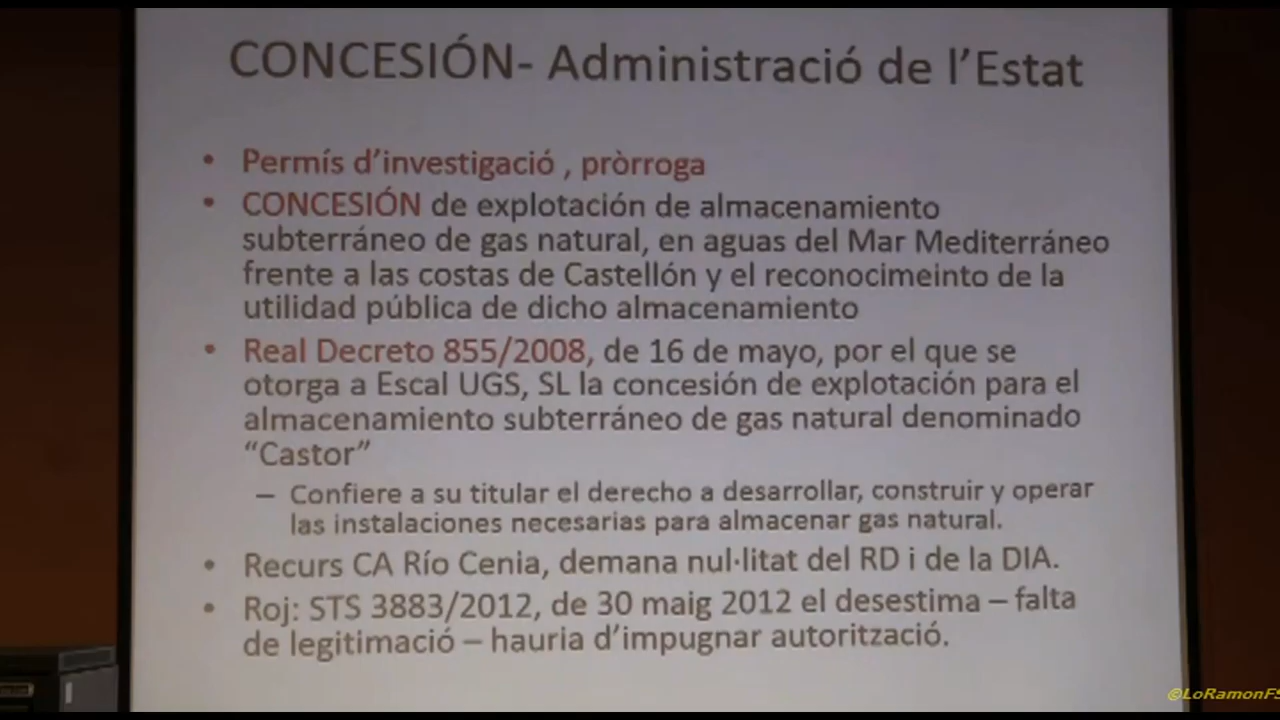 CONCESIÓN- Administració de l'Estat
• Permís d'investigació , pròrroga
• CONCESIÓN de explotación de almacenamiento
subterráneo de gas natural, en aguas del Mar Mediterráneo
frente a las costas de Castellón y el reconocimeinto de la
utilidad pública de dicho almacenamiento
• Real Decreto 855/2008, de 16 de mayo, por el que se
otorga a Escal UGS, SL la concesión de explotación para el
almacenamiento subterráneo de gas natural denominado
“Castor”
– Confiere a su titular el derecho a desarrollar, construir y operar
las instalaciones necesarias para almacenar gas natural.
• Recurs CA Río Cenia, demana nul·litat del RD i de la DIA.
• Roj: STS 3883/2012, de 30 maig 2012 el desestima – falta
de legitimació – hauria d'impugnar autorització.
©LoRamonFS